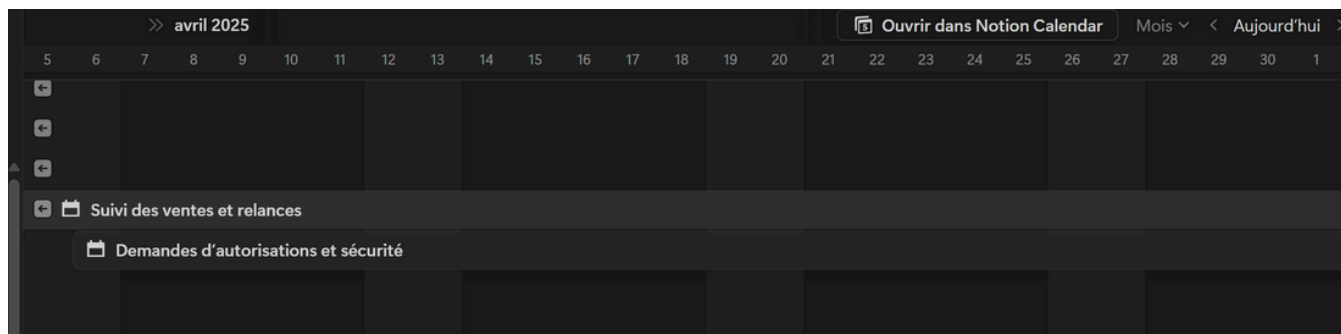 avril 2025 Ouvrir dans Notion Calendar Mois Aujourd'hui
5 6 7 8 9 10 11 12 13 14 15 16 17 18 19 20 21 22 23 24 25 26 27 28 29 30 1
Suivi des ventes et relances
Demandes d'autorisations et sécurité